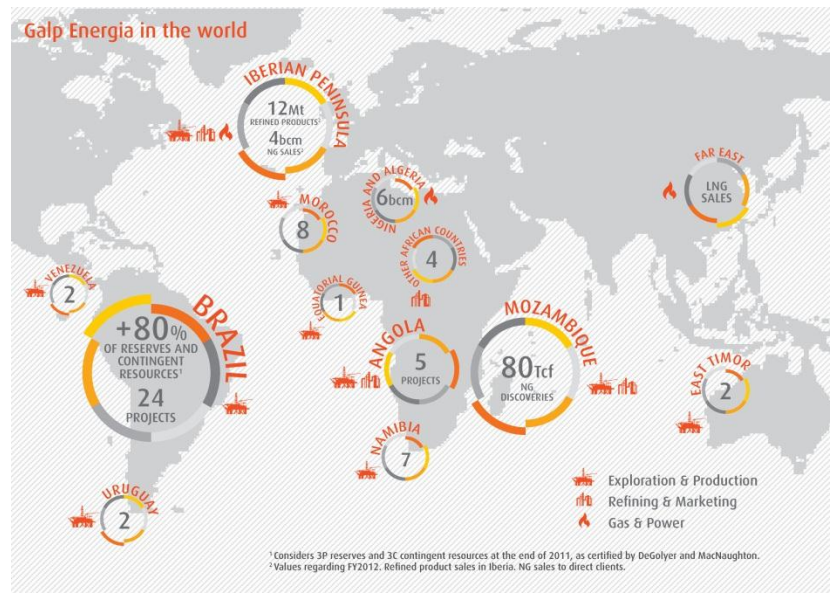 Galp Energia in the world
IBERIAN PENINSULA
12Mt
REFINED PRODUCTS²
4bcm
NG SALES²
NIGERIA AND ALGERIA
6bcm
FAR EAST
LNG
SALES
MOROCCO
8
OTHER AFRICAN COUNTRIES
4
VENEZUELA
2
EQUATORIAL GUINEA
1
BRAZIL
+80%
OF RESERVES AND
CONTINGENT
RESOURCES¹
24
PROJECTS
ANGOLA
5
PROJECTS
MOZAMBIQUE
80Tcf
NG
DISCOVERIES
EAST TIMOR
2
NAMIBIA
7
URUGUAY
2
Exploration & Production
Refining & Marketing
Gas & Power
¹ Considers 3P reserves and 3C contingent resources at the end of 2011, as certified by DeGolyer and MacNaughton.
² Values regarding FY2012. Refined product sales in Iberia. NG sales to direct clients.